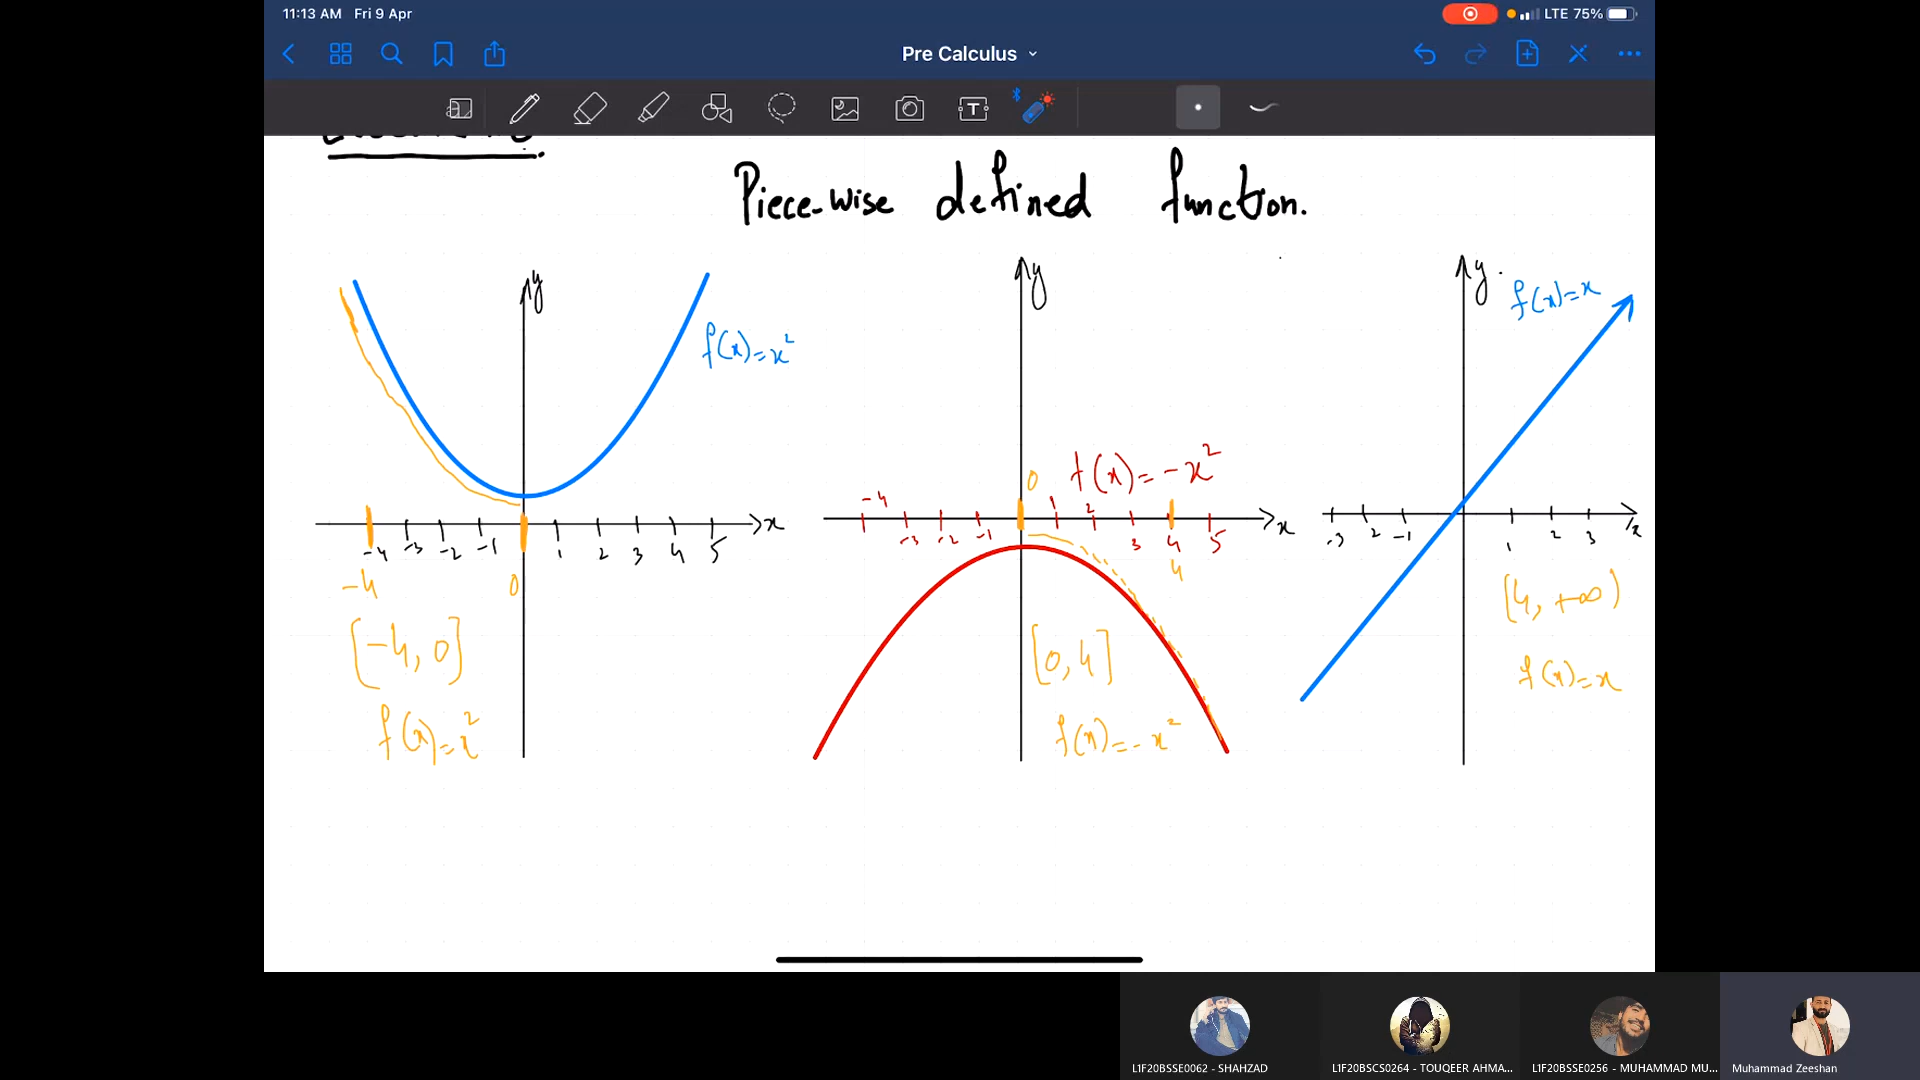 11:13 AM Fri 9 Apr
LTE 75%
Pre Calculus
T
Piece-wise defined function.
y
f(x)=x²
-4 -3 -2 -1 1 2 3 4 5 x
-4 0
[-4, 0]
f(x)=x²
y
0 f(x)=-x²
-4 -3 -2 -1 1 2 3 4 5 x
4
[0, 4]
f(x)=-x²
y.
f(x)=x
-3 2 -1 1 2 3 x
(4, +∞)
f(x)=x
L1F20BSSE0062 - SHAHZAD
L1F20BSCS0264 - TOUQEER AHMA...
L1F20BSSE0256 - MUHAMMAD MU...
Muhammad Zeeshan